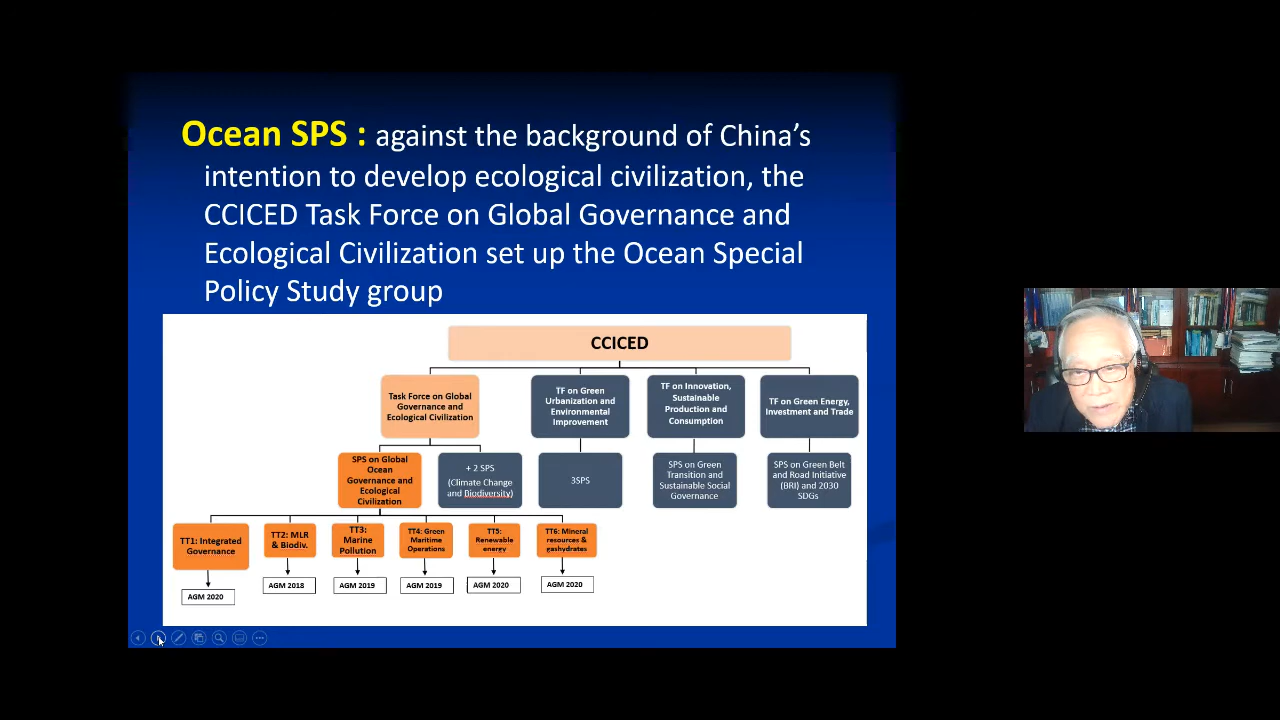 Ocean SPS : against the background of China’s
intention to develop ecological civilization, the
CCICED Task Force on Global Governance and
Ecological Civilization set up the Ocean Special
Policy Study group
CCICED
Task Force on Global
Governance and
Ecological Civilization
TF on Green
Urbanization and
Environmental
Improvement
TF on Innovation,
Sustainable
Production and
Consumption
TF on Green Energy,
Investment and Trade
SPS on Global
Ocean
Governance and
Ecological
Civilization
+ 2 SPS
(Climate Change
and Biodiversity)
3SPS
SPS on Green
Transition and
Sustainable Social
Governance
SPS on Green Belt
and Road Initiative
(BRI) and 2030
SDGs
TT1: Integrated
Governance
TT2: MLR
& Biodiv.
TT3:
Marine
Pollution
TT4: Green
Maritime
Operations
TT5:
Renewable
energy
TT6: Mineral
resources &
gashydrates
AGM 2020
AGM 2018
AGM 2019
AGM 2019
AGM 2020
AGM 2020